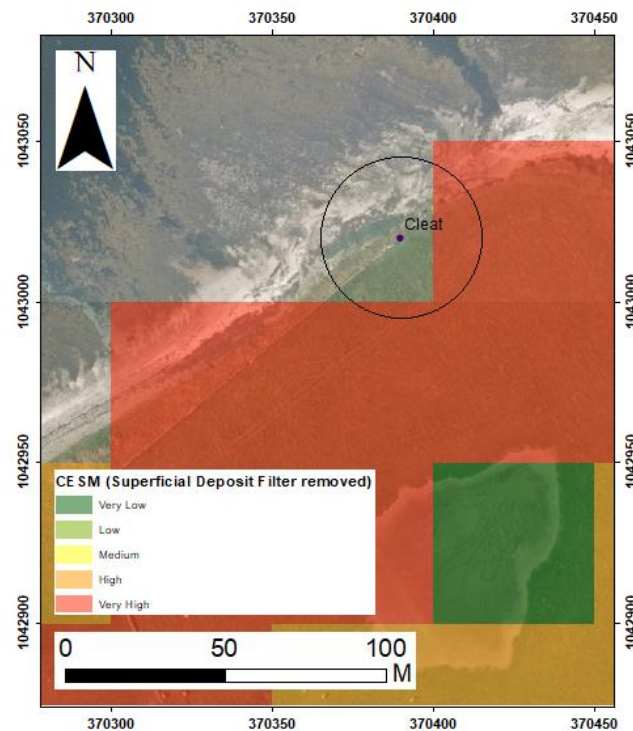 370300 370350 370400 370450
N
1043050 1043050
Cleat
1043000 1043000
1042950 1042950
CESM (Superficial Deposit Filter removed)
Very Low
Low
Medium
High
Very High
1042900 1042900
0 50 100
M
370300 370350 370400 370450